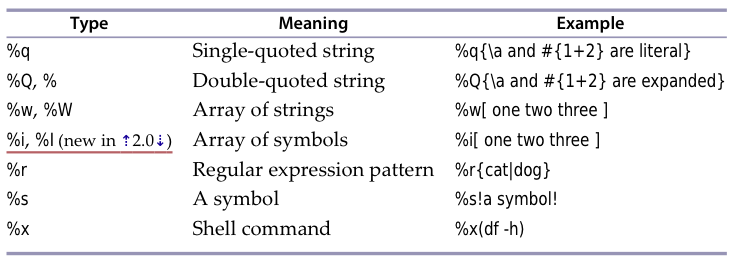 Type Meaning Example
%q Single-quoted string %q{\a and #{1+2} are literal}
%Q, % Double-quoted string %Q{\a and #{1+2} are expanded}
%w, %W Array of strings %w[ one two three ]
%i, %I (new in ⇡2.0⇣) Array of symbols %i[ one two three ]
%r Regular expression pattern %r{cat|dog}
%s A symbol %s!a symbol!
%x Shell command %x(df -h)